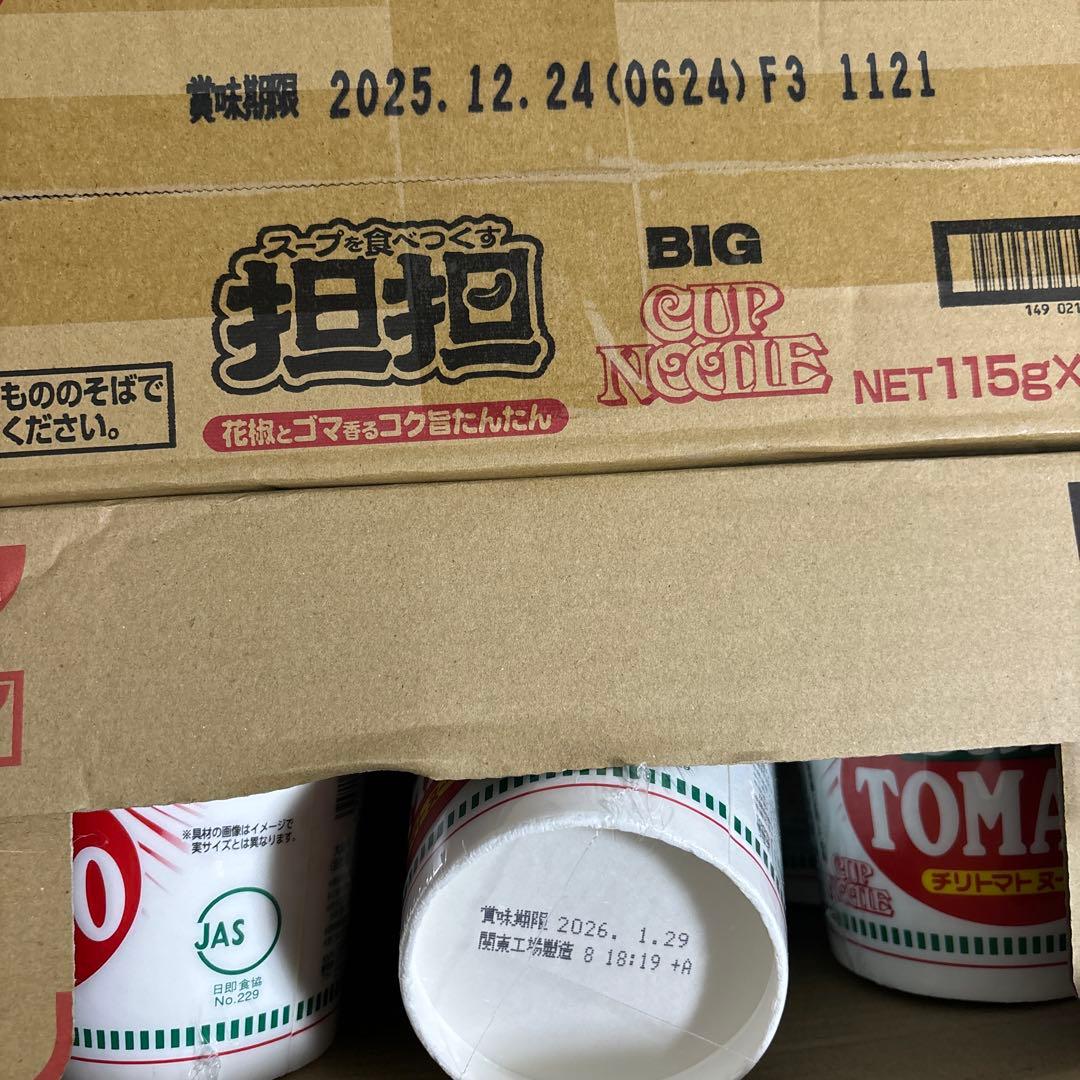 賞味期限 2025.12.24(0624)F3 1121
スープを食べつくす
担担
花椒とゴマ香るコク旨たんたん
BIG
CUP
NOODLE
NET115g×
149 021
もののそばで
ください。
※具材の画像はイメージで
実サイズとは異なります。
JAS
日即食協
No.229
賞味期限 2026. 1.29
関東工場製造 8 18:19 +A
TOMA
チリトマトヌー
CUP
NOODLE